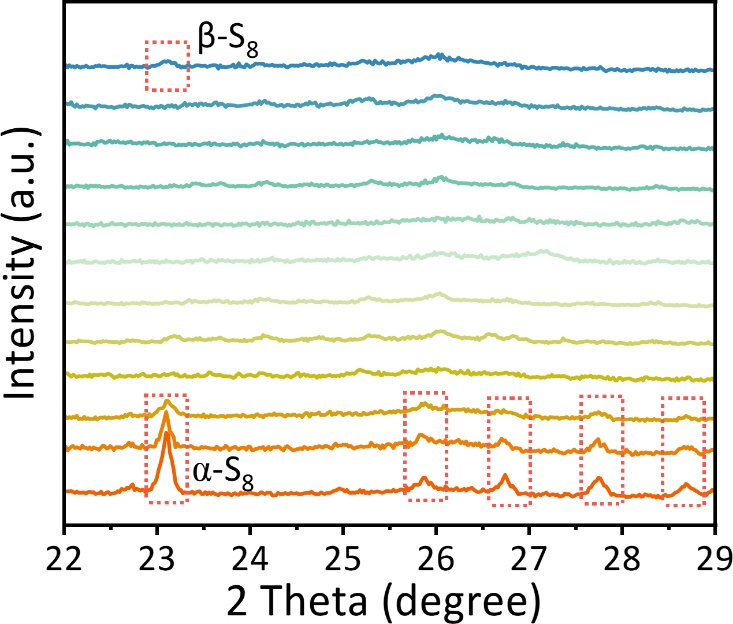 β-S₈
Intensity (a.u.)
α-S₈
22 23 24 25 26 27 28 29
2 Theta (degree)